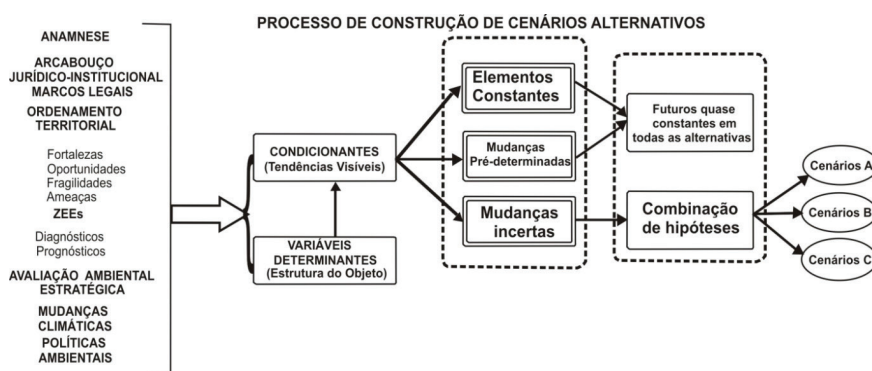 PROCESSO DE CONSTRUÇÃO DE CENÁRIOS ALTERNATIVOS
ANAMNESE
ARCABOUÇO
JURÍDICO-INSTITUCIONAL
MARCOS LEGAIS
ORDENAMENTO
TERRITORIAL
Fortalezas
Oportunidades
Fragilidades
Ameaças
ZEEs
Diagnósticos
Prognósticos
AVALIAÇÃO AMBIENTAL
ESTRATÉGICA
MUDANÇAS
CLIMÁTICAS
POLÍTICAS
AMBIENTAIS
CONDICIONANTES
(Tendências Visíveis)
VARIÁVEIS
DETERMINANTES
(Estrutura do Objeto)
Elementos
Constantes
Mudanças
Pré-determinadas
Mudanças
incertas
Futuros quase
constantes em
todas as alternativas
Combinação
de hipóteses
Cenários A
Cenários B
Cenários C